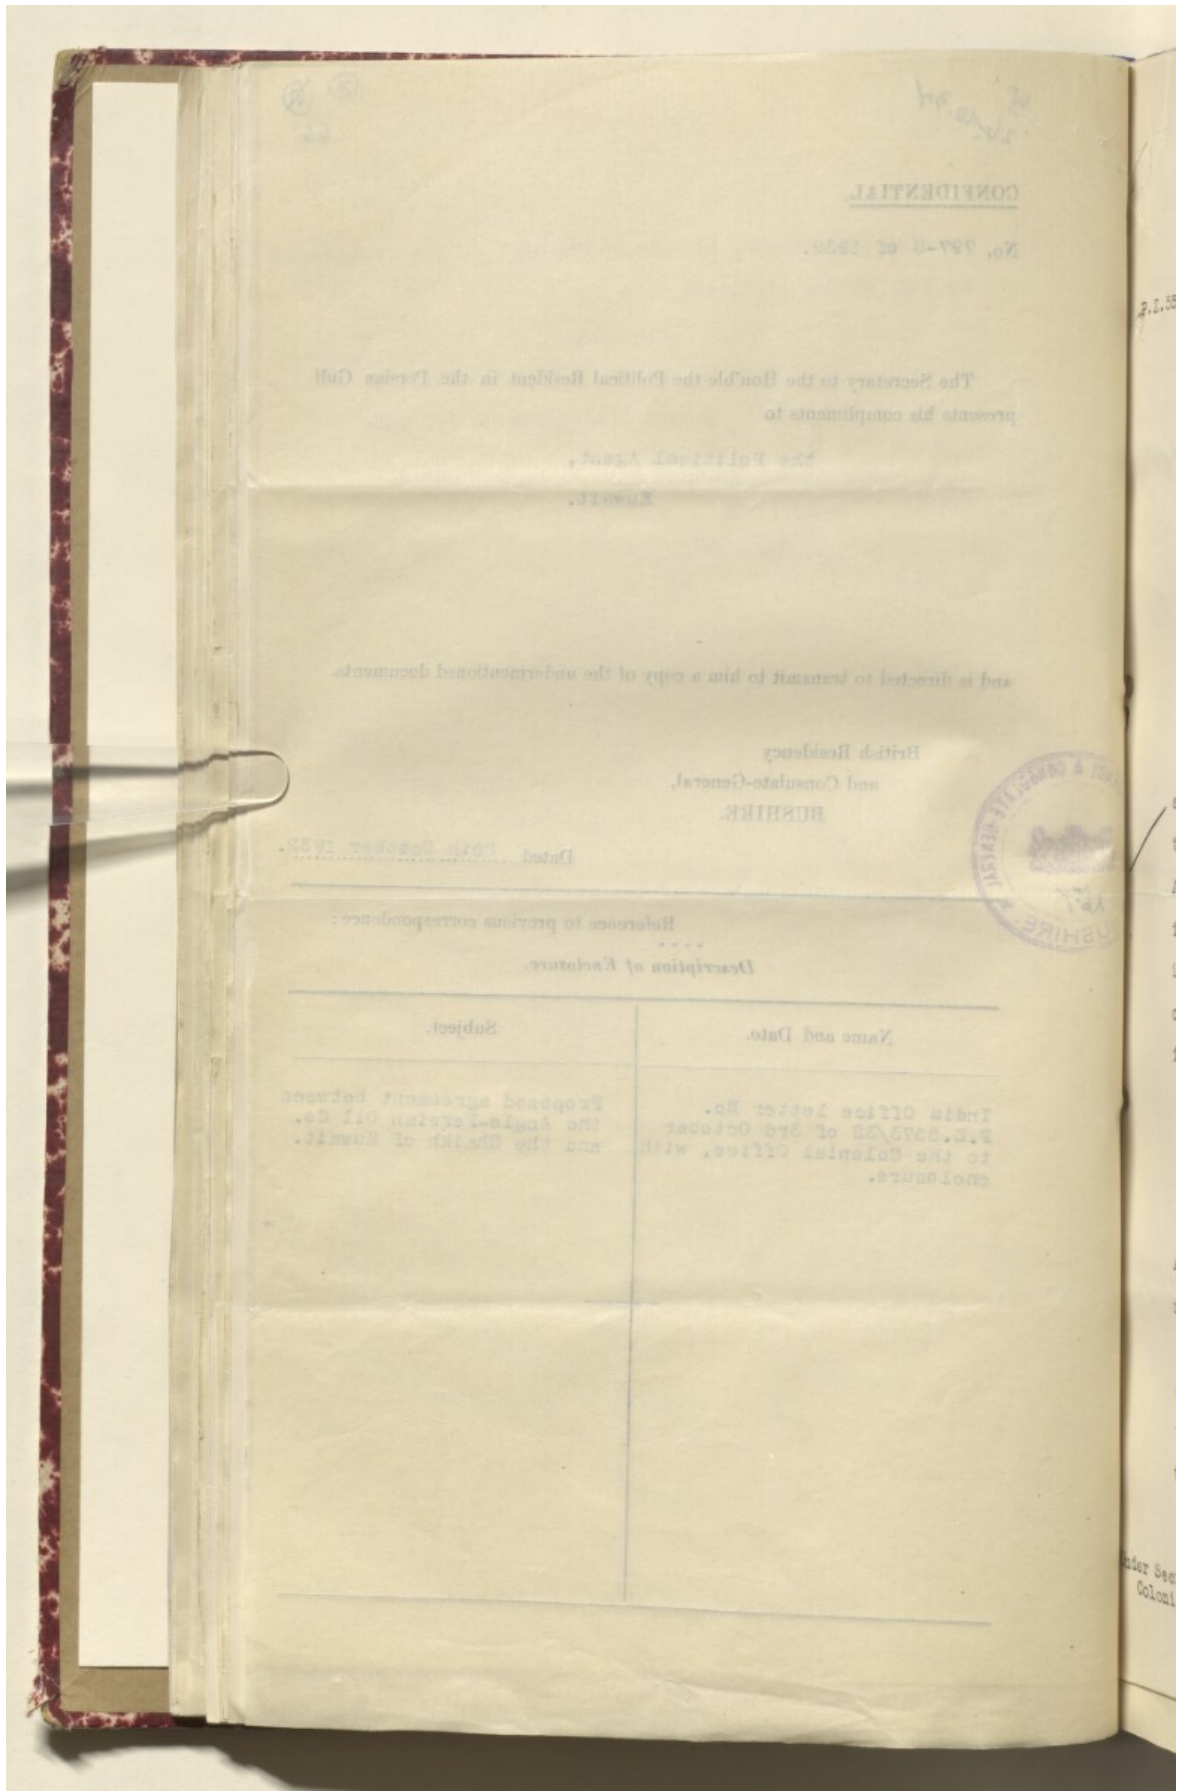 CONFIDENTIAL.
No. 797-S of 1932.
The Secretary to the Hon'ble the Political Resident in the Persian Gulf
presents his compliments to
the Political Agent,
Kuwait.
and is directed to transmit to him a copy of the undermentioned documents.
British Residency
and Consulate-General,
BUSHIRE.
Dated October 1932.
Reference to previous correspondence:
Description of Enclosure.
Name and Date.
Subject.
India Office letter No.
P.Z. of 3rd October
to the Colonial Office, with
enclosure.
Proposed agreement between
the Anglo-Persian Oil Co.
and the Shaikh of Kuwait.
CONSULATE-GENERAL
BUSHIRE